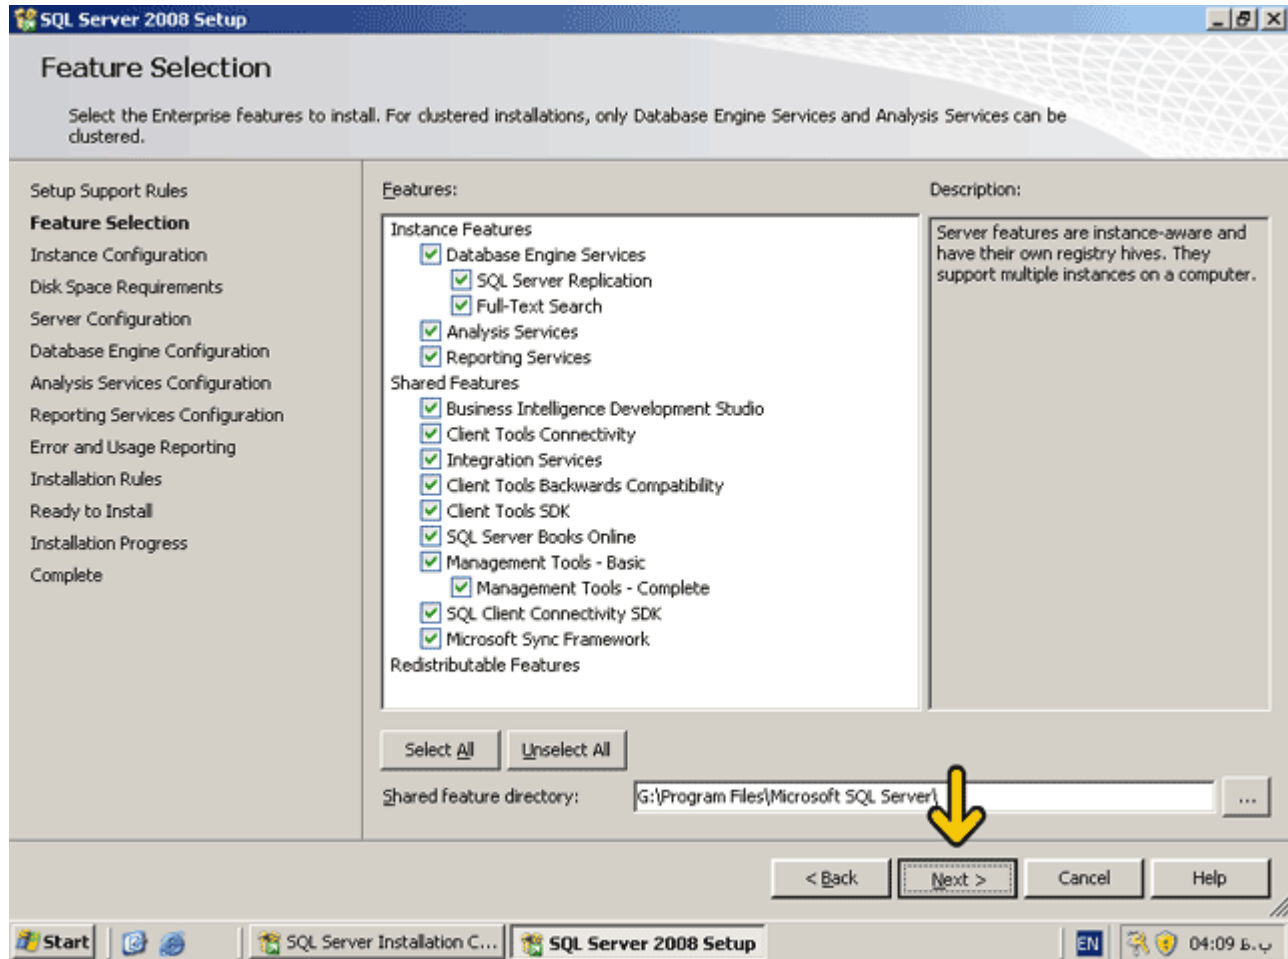 SQL Server 2008 Setup
Feature Selection
Select the Enterprise features to install. For clustered installations, only Database Engine Services and Analysis Services can be
clustered.
Setup Support Rules
Feature Selection
Instance Configuration
Disk Space Requirements
Server Configuration
Database Engine Configuration
Analysis Services Configuration
Reporting Services Configuration
Error and Usage Reporting
Installation Rules
Ready to Install
Installation Progress
Complete
Features:
Instance Features
Database Engine Services
SQL Server Replication
Full-Text Search
Analysis Services
Reporting Services
Shared Features
Business Intelligence Development Studio
Client Tools Connectivity
Integration Services
Client Tools Backwards Compatibility
Client Tools SDK
SQL Server Books Online
Management Tools - Basic
Management Tools - Complete
SQL Client Connectivity SDK
Microsoft Sync Framework
Redistributable Features
Description:
Server features are instance-aware and
have their own registry hives. They
support multiple instances on a computer.
Select All
Unselect All
Shared feature directory:
G:\Program Files\Microsoft SQL Server\
...
< Back
Next >
Cancel
Help
Start
SQL Server Installation C...
SQL Server 2008 Setup
EN
04:09 ب.ظ